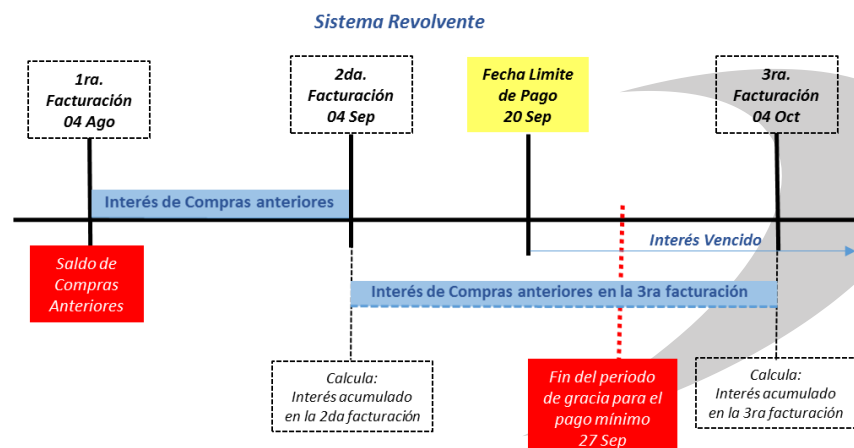 Sistema Revolvente
1ra.
Facturación
04 Ago
2da.
Facturación
04 Sep
Fecha Limite
de Pago
20 Sep
3ra.
Facturación
04 Oct
Interés de Compras anteriores
Interés Vencido
Saldo de
Compras
Anteriores
Interés de Compras anteriores en la 3ra facturación
Calcula:
Interés acumulado
en la 2da facturación
Fin del periodo
de gracia para el
pago mínimo
27 Sep
Calcula:
Interés acumulado
en la 3ra facturación